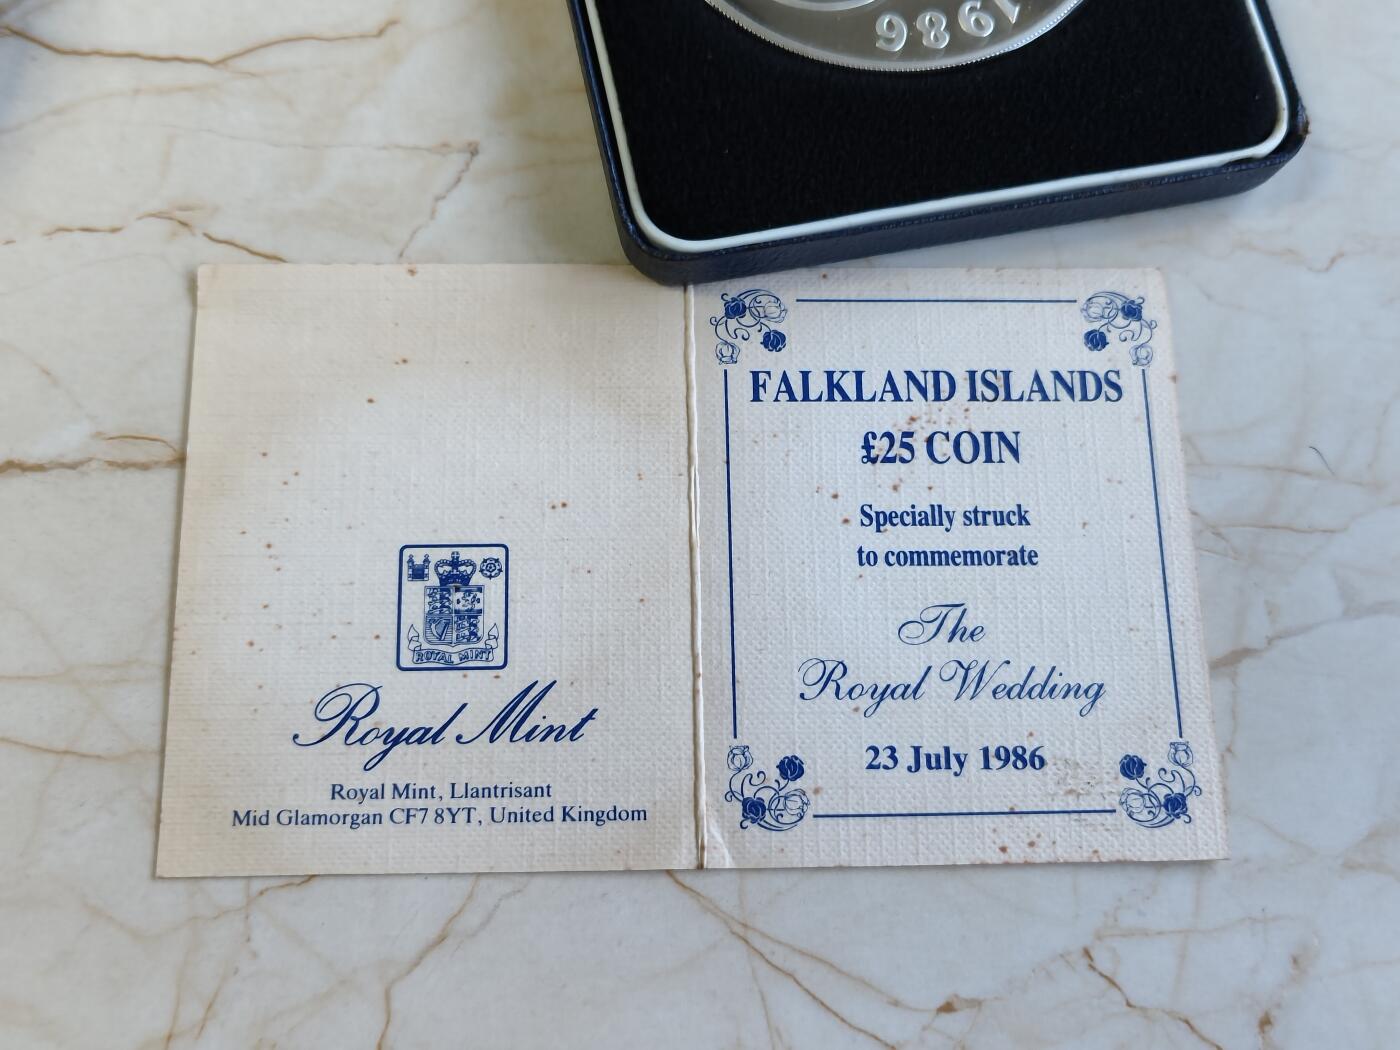 1986
ROYAL MINT
Royal Mint
Royal Mint, Llantrisant
Mid Glamorgan CF7 8YT, United Kingdom
FALKLAND ISLANDS
£25 COIN
Specially struck
to commemorate
The
Royal Wedding
23 July 1986